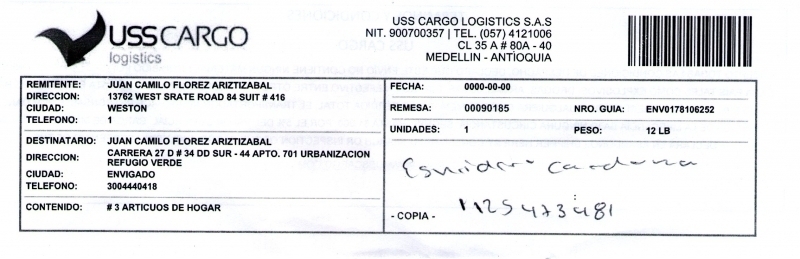 USSCARGO
logistics
USS CARGO LOGISTICS S.A.S
NIT. 900700357 | TEL. (057) 4121006
CL 35 A # 80A - 40
MEDELLIN - ANTIOQUIA
REMITENTE: JUAN CAMILO FLOREZ ARIZTIZABAL
DIRECCION: 13762 WEST SRATE ROAD 84 SUIT # 416
CIUDAD: WESTON
TELEFONO: 1
DESTINATARIO: JUAN CAMILO FLOREZ ARIZTIZABAL
DIRECCION: CARRERA 27 D # 34 DD SUR - 44 APTO. 701 URBANIZACION
REFUGIO VERDE
CIUDAD: ENVIGADO
TELEFONO: 3004440418
CONTENIDO: # 3 ARTICUOS DE HOGAR
FECHA: 0000-00-00
REMESA: 00090185 NRO. GUIA: ENV0178106252
UNIDADES: 1 PESO: 12 LB
Cardona
- COPIA - 1125473481